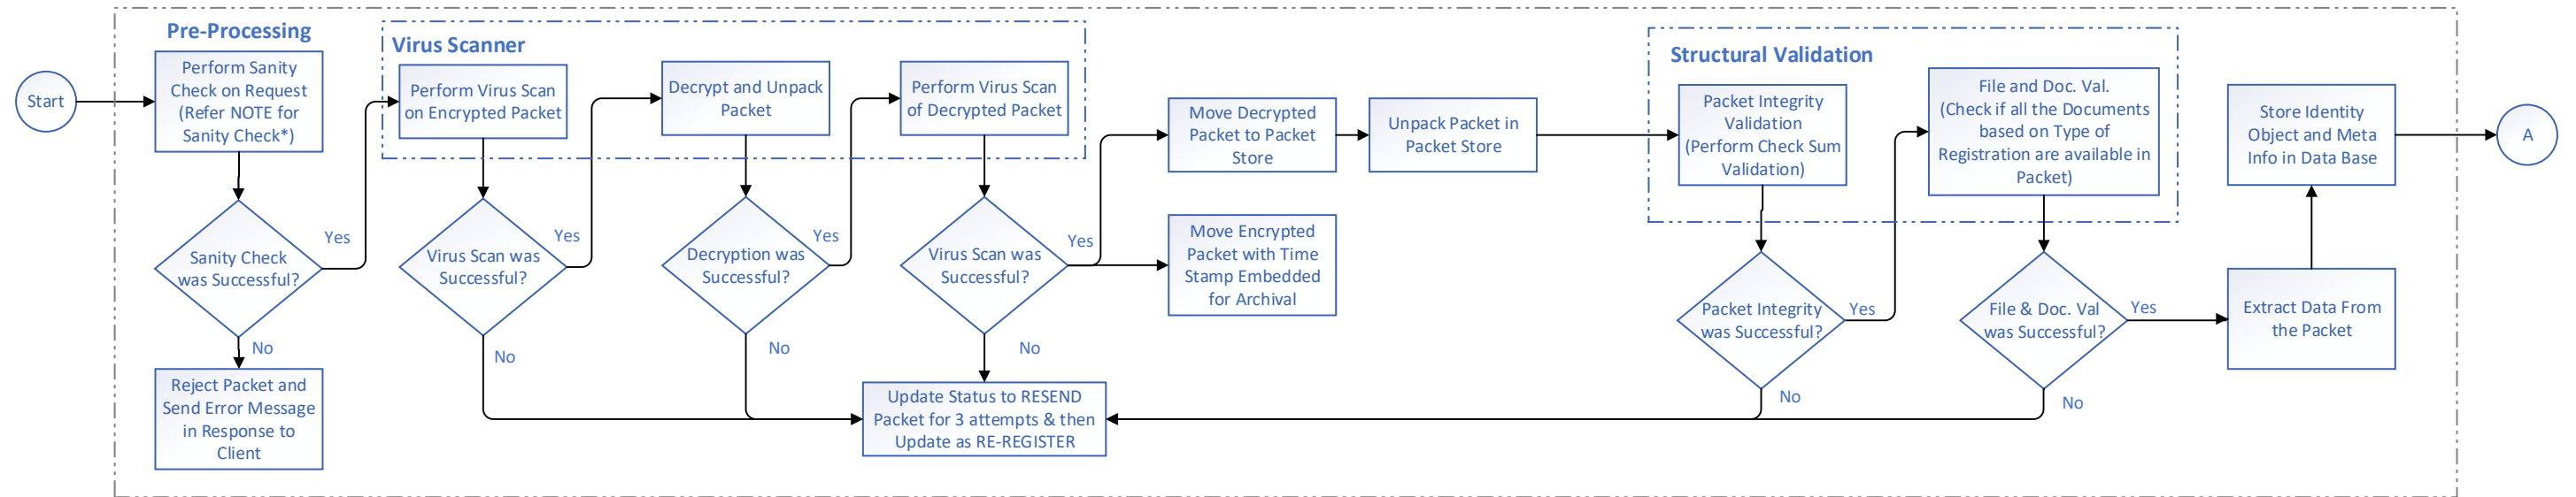 Pre-Processing
Start
Perform Sanity
Check on Request
(Refer NOTE for
Sanity Check*)
Sanity Check
was Successful?
Yes
No
Reject Packet and
Send Error Message
in Response to
Client
Virus Scanner
Perform Virus Scan
on Encrypted Packet
Virus Scan was
Successful?
Yes
No
Decrypt and Unpack
Packet
Decryption was
Successful?
Yes
No
Perform Virus Scan
of Decrypted Packet
Virus Scan was
Successful?
Yes
No
Update Status to RESEND
Packet for 3 attempts & then
Update as RE-REGISTER
Move Decrypted
Packet to Packet
Store
Move Encrypted
Packet with Time
Stamp Embedded
for Archival
Unpack Packet in
Packet Store
Structural Validation
Packet Integrity
Validation
(Perform Check Sum
Validation)
Packet Integrity
was Successful?
Yes
No
File and Doc. Val.
(Check if all the Documents
based on Type of
Registration are available in
Packet)
File & Doc. Val
was Successful?
Yes
No
Extract Data From
the Packet
Store Identity
Object and Meta
Info in Data Base
A